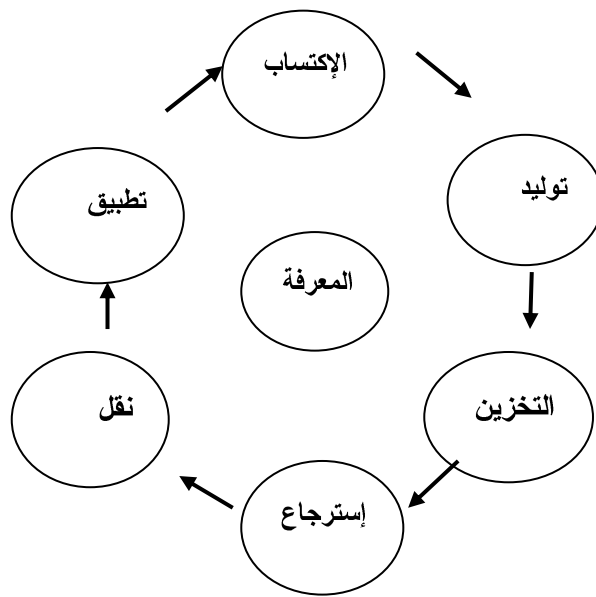 الإكتساب
توليد
التخزين
إسترجاع
نقل
تطبيق
المعرفة